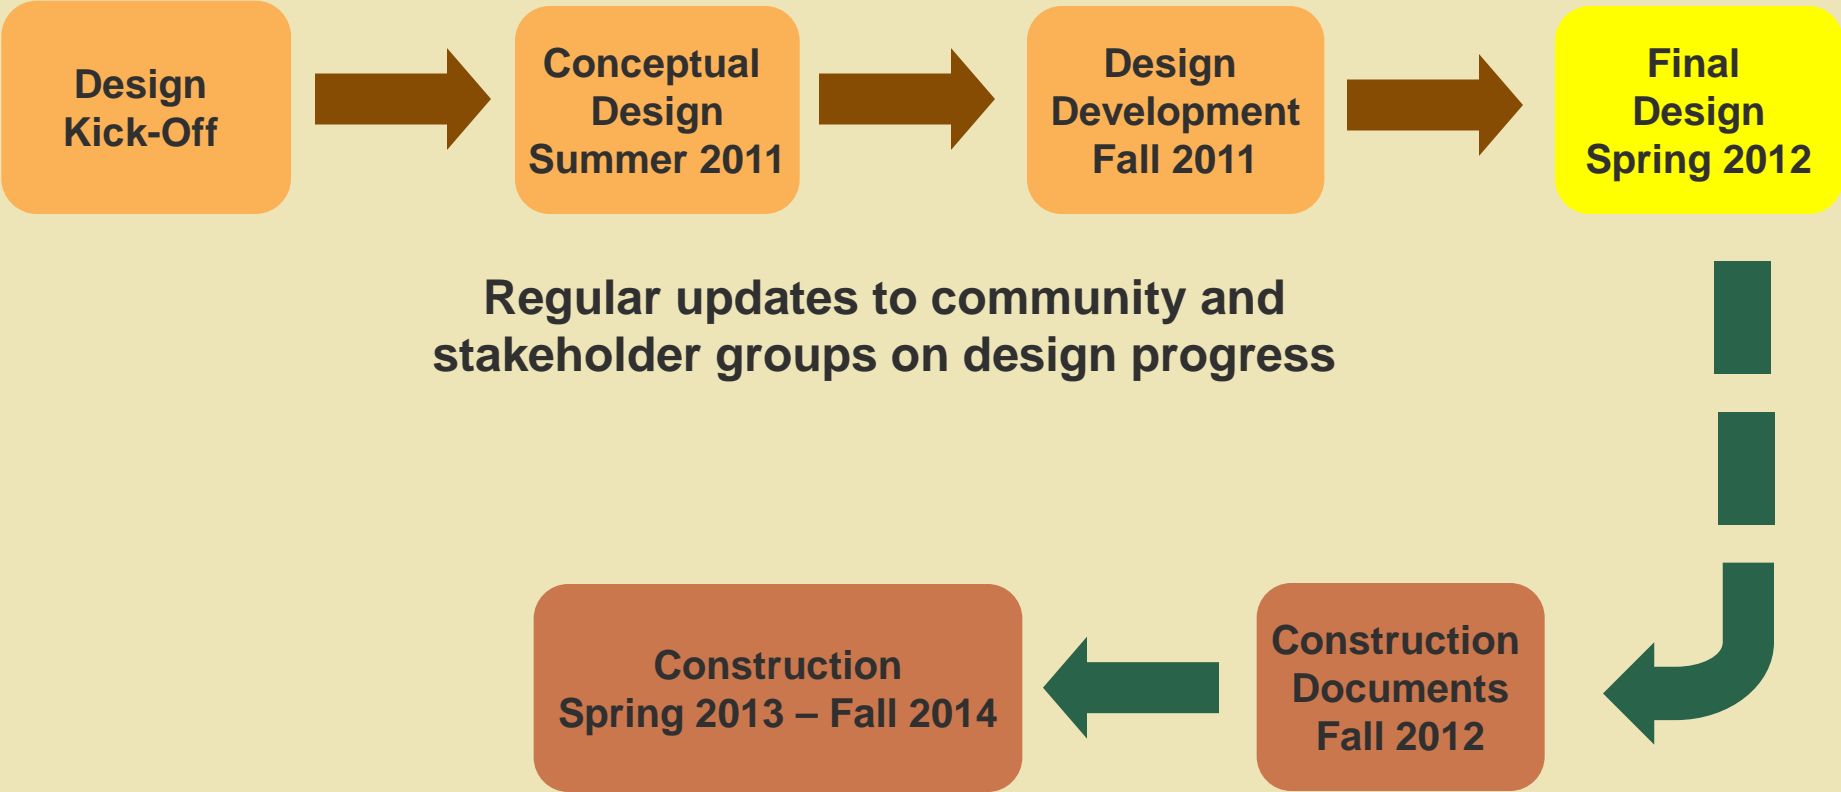 Design
Kick-Off
Conceptual
Design
Summer 2011
Design
Development
Fall 2011
Final
Design
Spring 2012
Regular updates to community and
stakeholder groups on design progress
Construction
Documents
Fall 2012
Construction
Spring 2013 – Fall 2014